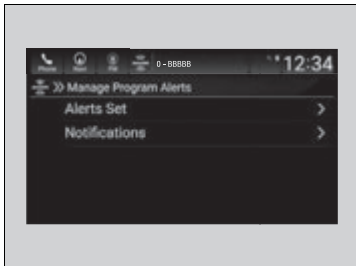 Phone
0 - BBBBB
12:34
>> Manage Program Alerts
Alerts Set >
Notifications >